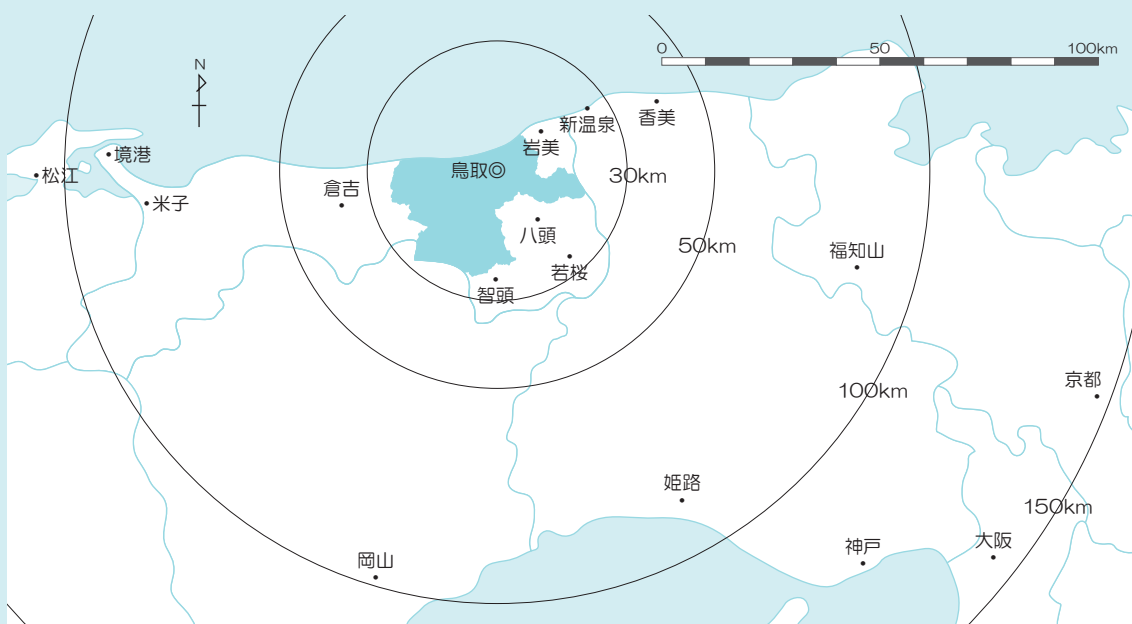 0
50
100km
N
新温泉
香美
岩美
境港
鳥取◎
30km
松江
倉吉
米子
八頭
50km
福知山
若桜
智頭
京都
100km
姫路
150km
大阪
神戸
岡山